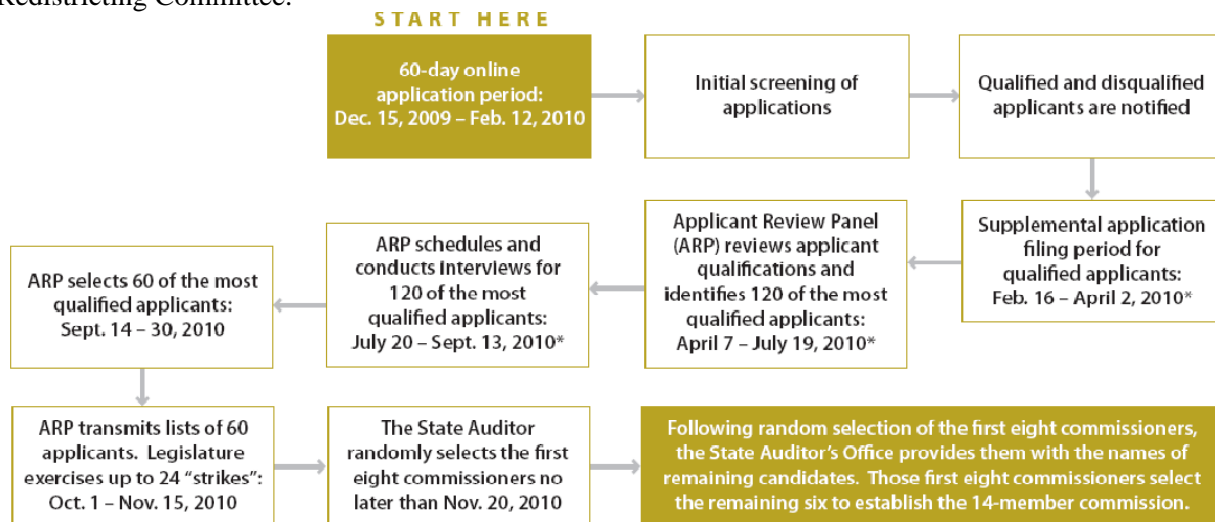 Redistricting Committee.
START HERE
60-day online
application period:
Dec. 15, 2009 – Feb. 12, 2010
Initial screening of
applications
Qualified and disqualified
applicants are notified
Supplemental application
filing period for
qualified applicants:
Feb. 16 – April 2, 2010*
Applicant Review Panel
(ARP) reviews applicant
qualifications and
identifies 120 of the most
qualified applicants:
April 7 – July 19, 2010*
ARP schedules and
conducts interviews for
120 of the most
qualified applicants:
July 20 – Sept. 13, 2010*
ARP selects 60 of the most
qualified applicants:
Sept. 14 – 30, 2010
ARP transmits lists of 60
applicants. Legislature
exercises up to 24 “strikes”:
Oct. 1 – Nov. 15, 2010
The State Auditor
randomly selects the first
eight commissioners no
later than Nov. 20, 2010
Following random selection of the first eight commissioners,
the State Auditor’s Office provides them with the names of
remaining candidates. Those first eight commissioners select
the remaining six to establish the 14-member commission.